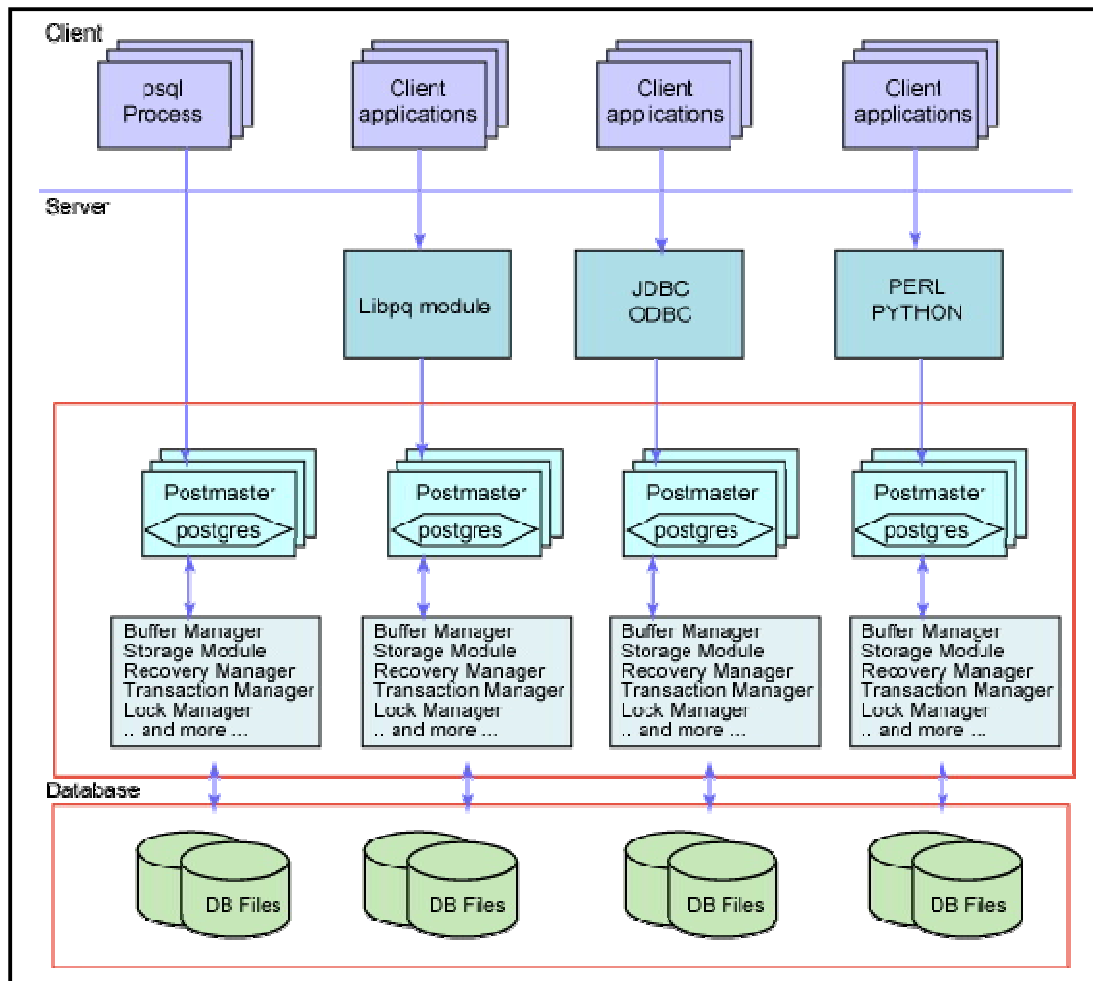 Client
psql
Process
Client
applications
Client
applications
Client
applications
Server
Libpq module
JDBC
ODBC
PERL
PYTHON
Postmaster
postgres
Postmaster
postgres
Postmaster
postgres
Postmaster
postgres
Buffer Manager
Storage Module
Recovery Manager
Transaction Manager
Lock Manager
.. and more ...
Buffer Manager
Storage Module
Recovery Manager
Transaction Manager
Lock Manager
.. and more ...
Buffer Manager
Storage Module
Recovery Manager
Transaction Manager
Lock Manager
.. and more ...
Buffer Manager
Storage Module
Recovery Manager
Transaction Manager
Lock Manager
.. and more ...
Database
DB Files
DB Files
DB Files
DB Files